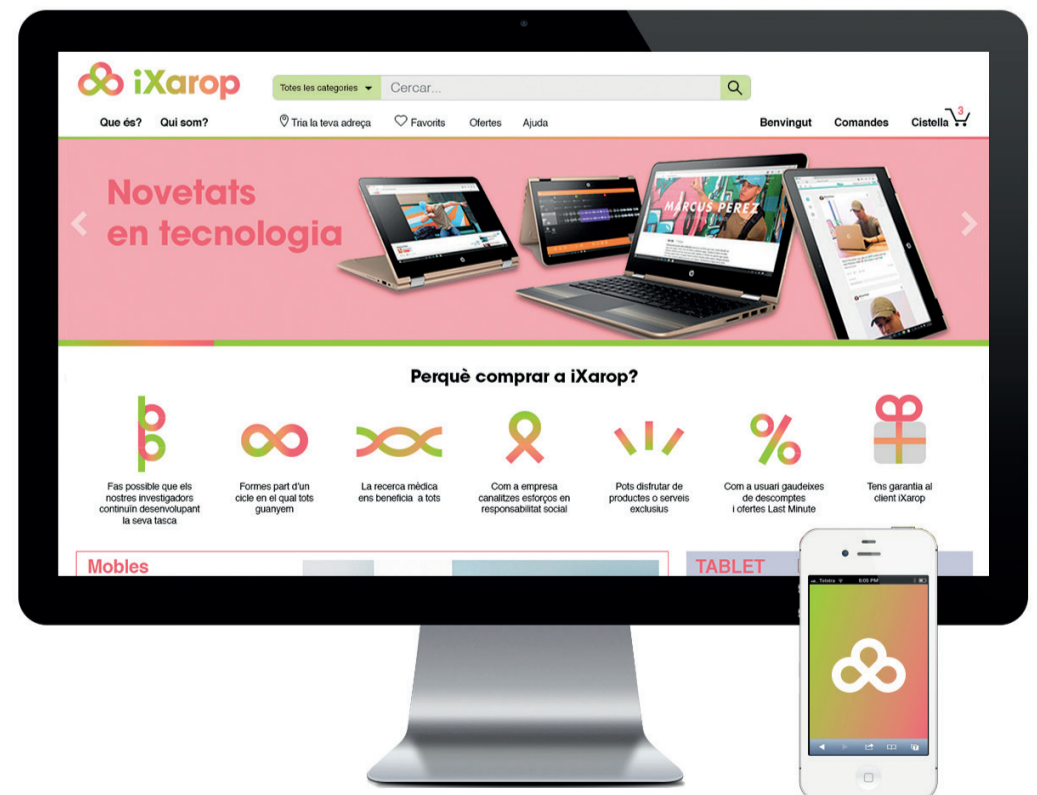 iXarop
Totes les categories
Cercar...
Que és? Qui som? Tria la teva adreça Favorits Ofertes Ajuda Benvingut Comandes Cistella 3
Novetats
en tecnologia
MARCUS PEREZ
Perquè comprar a iXarop?
Fas possible que els
nostres investigadors
continuïn desenvolupant
la seva tasca
Formes part d'un
cicle en el qual tots
guanyem
La recerca mèdica
ens beneficia a tots
Com a empresa
canalitzes esforços en
responsabilitat social
Pots disfrutar de
productes o serveis
exclusius
Com a usuari gaudeixes
de descomptes
i ofertes Last Minute
Tens garantia al
client iXarop
Mobles
TABLET
Telstra 6:05 PM